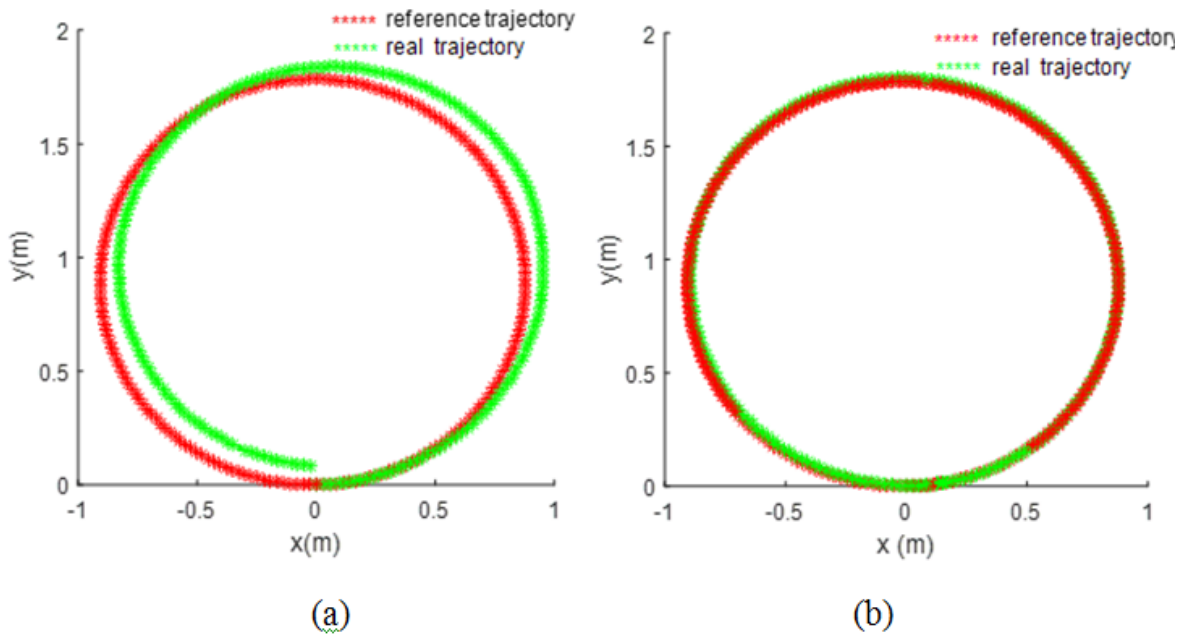 ***** reference trajectory
***** real trajectory
2
1.5
1
0.5
0
-1 -0.5 0 0.5 1
y(m)
x(m)
(a)
***** reference trajectory
***** real trajectory
2
1.5
1
0.5
0
-1 -0.5 0 0.5 1
y(m)
x (m)
(b)